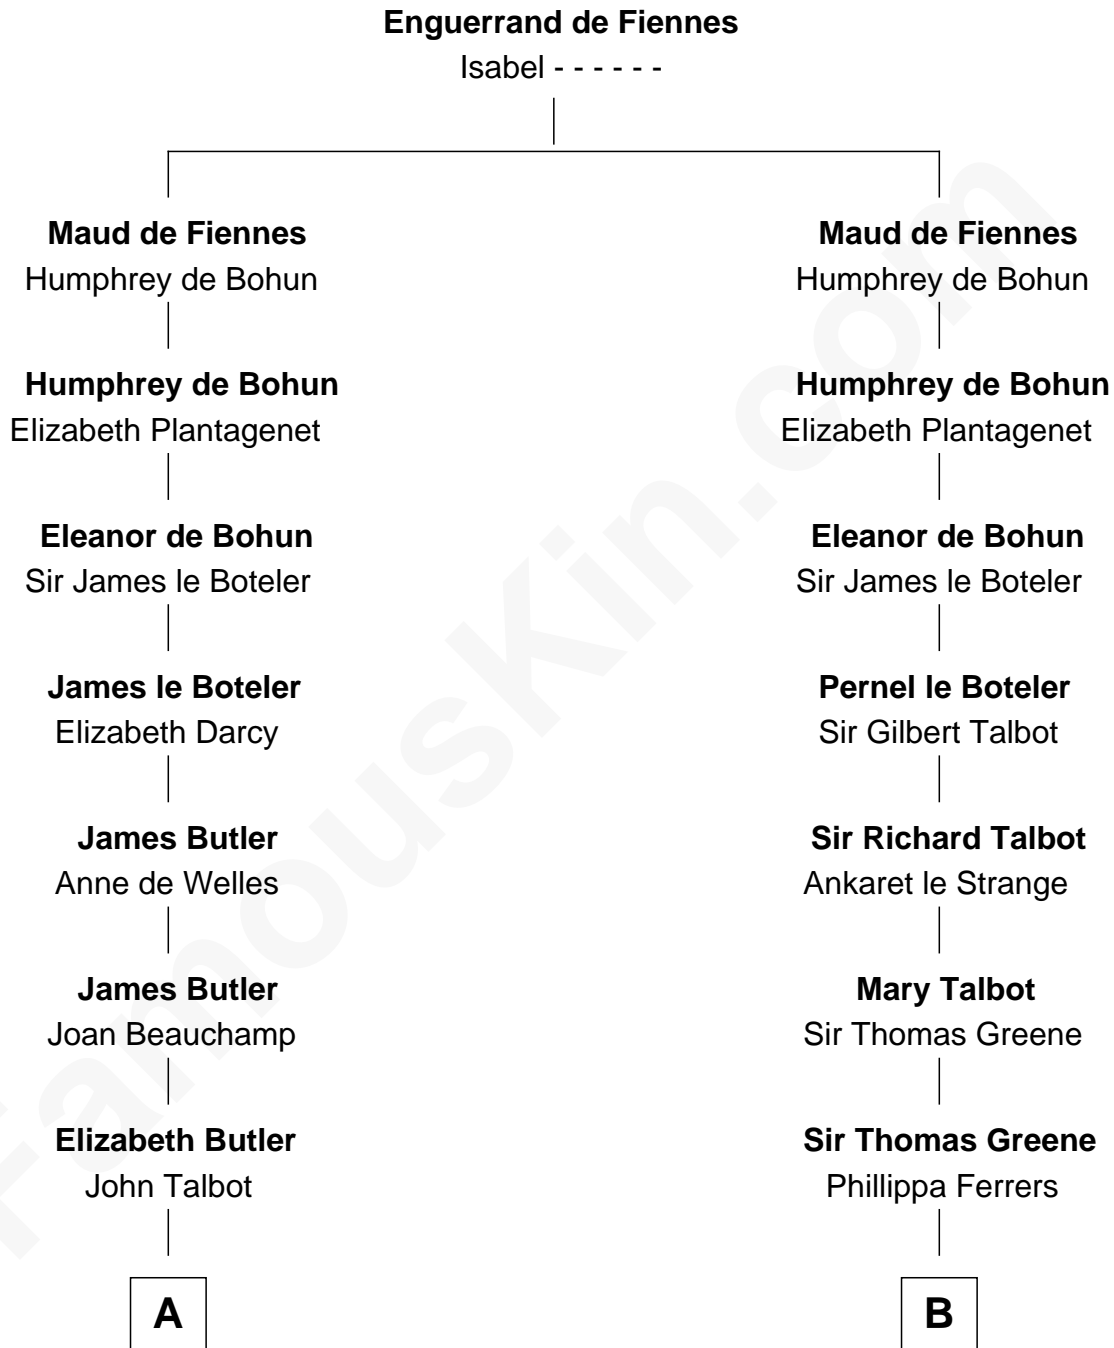 Enguerrand de Fiennes
Isabel - - - - - -
Maud de Fiennes
Humphrey de Bohun
Humphrey de Bohun
Elizabeth Plantagenet
Eleanor de Bohun
Sir James le Boteler
James le Boteler
Elizabeth Darcy
James Butler
Anne de Welles
James Butler
Joan Beauchamp
Elizabeth Butler
John Talbot
A
Maud de Fiennes
Humphrey de Bohun
Humphrey de Bohun
Elizabeth Plantagenet
Eleanor de Bohun
Sir James le Boteler
Pernel le Boteler
Sir Gilbert Talbot
Sir Richard Talbot
Ankaret le Strange
Mary Talbot
Sir Thomas Greene
Sir Thomas Greene
Phillippa Ferrers
B
FamousKin.com